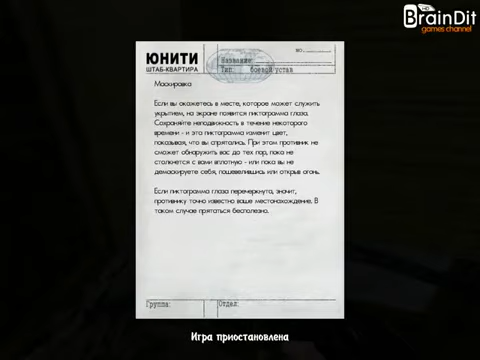 BrainDit
HD
games channel
ЮНИТИ
ШТАБ-КВАРТИРА
Название:
Тип: боевой устав
Маскировка
Если вы окажетесь в месте, которое может служить
укрытием, на экране появится пиктограмма глаза.
Сохраняйте неподвижность в течение некоторого
времени - и эта пиктограмма изменит цвет,
показывая, что вы спрятались. При этом противник не
сможет обнаружить вас до тех пор, пока не
столкнется с вами вплотную - или пока вы не
демаскируете себя, пошевелившись или открыв огонь.
Если пиктограмма глаза перечеркнута, значит,
противнику точно известно ваше местонахождение. В
таком случае прятаться бесполезно.
Группа:
Отдел:
Игра приостановлена